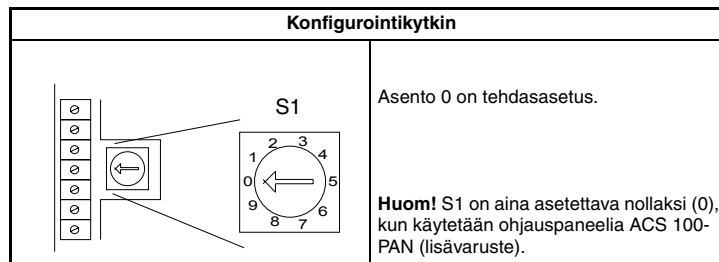 Konfigurointikytkin
S1
0
1
2
3
4
5
6
7
8
9
Asento 0 on tehdasasetus.
Huom! S1 on aina asetettava nollaksi (0),
kun käytetään ohjauspaneelia ACS 100-
PAN (lisävaruste).